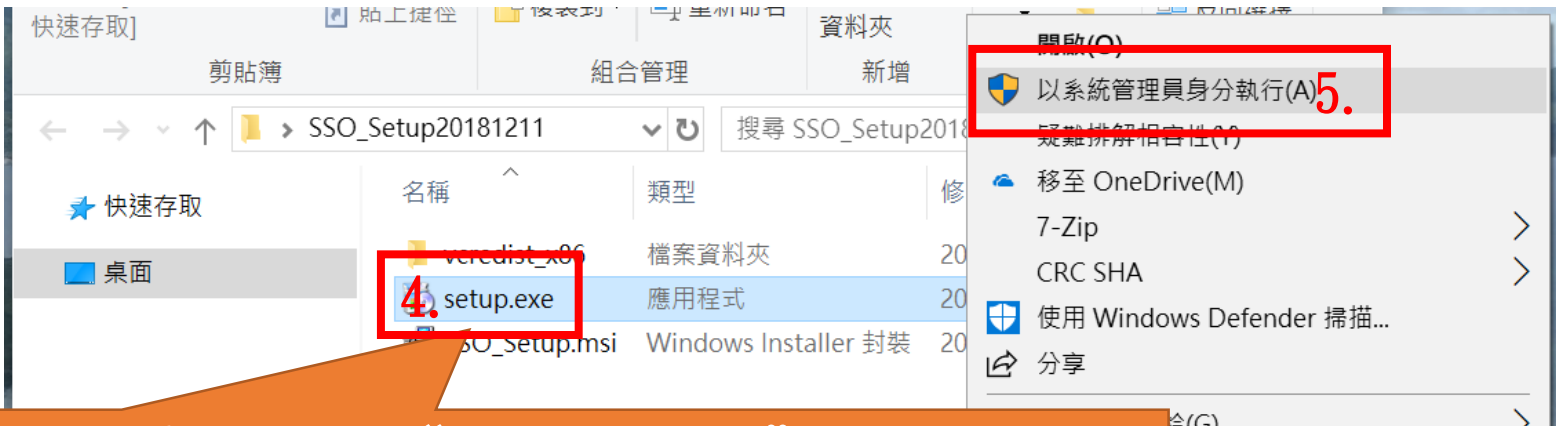 快速存取]
貼上捷徑
複製到
重新命名
資料夾
反向選擇
剪貼簿
組合管理
新增
SSO_Setup20181211
搜尋 SSO_Setup2018
快速存取
桌面
名稱
類型
修
vcredist_x86
檔案資料夾
20
4.
setup.exe
應用程式
20
SO_Setup.msi
Windows Installer 封裝
20
開啟(O)
以系統管理員身分執行(A)
5.
疑難排解相容性(Y)
移至 OneDrive(M)
7-Zip
CRC SHA
使用 Windows Defender 掃描...
分享
(G)